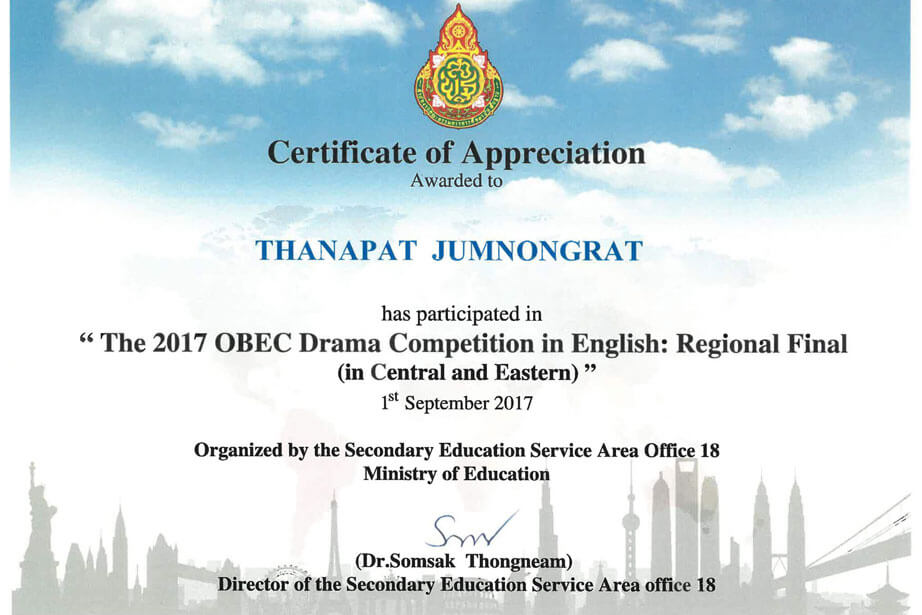 Certificate of Appreciation
Awarded to
THANAPAT JUMNONGRAT
has participated in
“ The 2017 OBEC Drama Competition in English: Regional Final
(in Central and Eastern) ”
1st September 2017
Organized by the Secondary Education Service Area Office 18
Ministry of Education
(Dr.Somsak Thongneam)
Director of the Secondary Education Service Area office 18